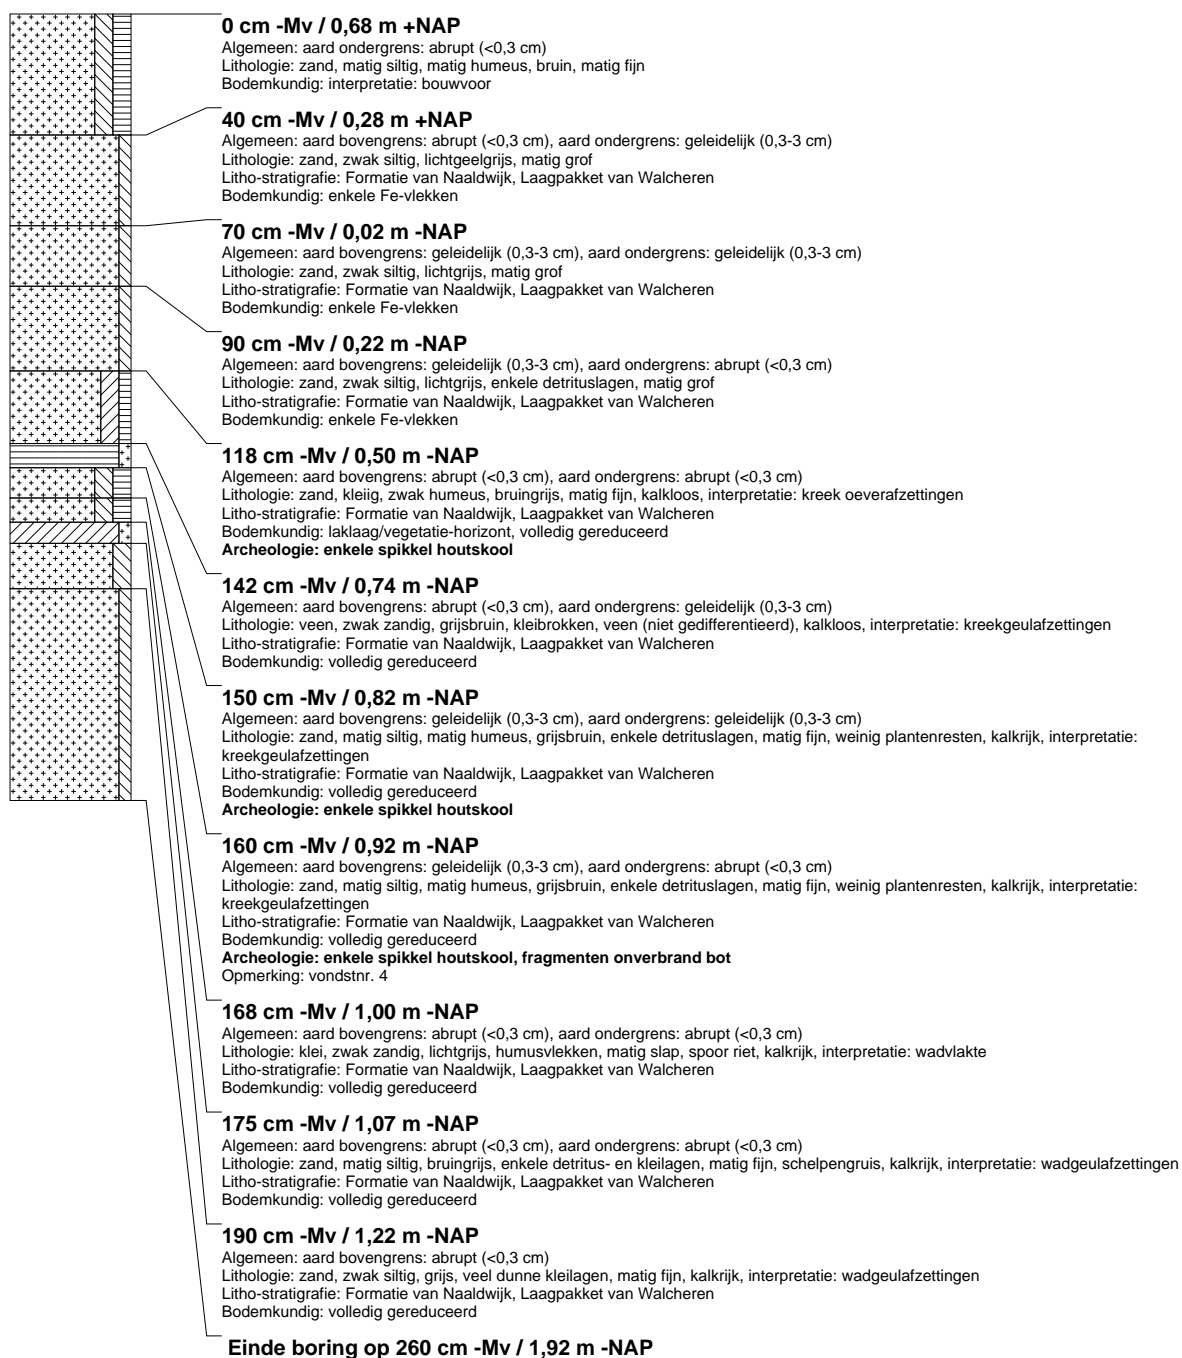 0 cm -Mv / 0,68 m +NAP
Algemeen: aard ondergrens: abrupt (<0,3 cm)
Lithologie: zand, matig siltig, matig humeus, bruin, matig fijn
Bodemkundig: interpretatie: bouwvoor
40 cm -Mv / 0,28 m +NAP
Algemeen: aard bovengrens: abrupt (<0,3 cm), aard ondergrens: geleidelijk (0,3-3 cm)
Lithologie: zand, zwak siltig, lichtgeelgrijs, matig grof
Litho-stratigrafie: Formatie van Naaldwijk, Laagpakket van Walcheren
Bodemkundig: enkele Fe-vlekken
70 cm -Mv / 0,02 m -NAP
Algemeen: aard bovengrens: geleidelijk (0,3-3 cm), aard ondergrens: geleidelijk (0,3-3 cm)
Lithologie: zand, zwak siltig, lichtgrijs, matig grof
Litho-stratigrafie: Formatie van Naaldwijk, Laagpakket van Walcheren
Bodemkundig: enkele Fe-vlekken
90 cm -Mv / 0,22 m -NAP
Algemeen: aard bovengrens: geleidelijk (0,3-3 cm), aard ondergrens: abrupt (<0,3 cm)
Lithologie: zand, zwak siltig, lichtgrijs, enkele detrituslagen, matig grof
Litho-stratigrafie: Formatie van Naaldwijk, Laagpakket van Walcheren
Bodemkundig: enkele Fe-vlekken
118 cm -Mv / 0,50 m -NAP
Algemeen: aard bovengrens: abrupt (<0,3 cm), aard ondergrens: abrupt (<0,3 cm)
Lithologie: zand, kleiig, zwak humeus, bruingrijs, matig fijn, kalkloos, interpretatie: kreek oeverafzettingen
Litho-stratigrafie: Formatie van Naaldwijk, Laagpakket van Walcheren
Bodemkundig: laklaag/vegetatie-horizont, volledig gereduceerd
Archeologie: enkele spikkel houtskool
142 cm -Mv / 0,74 m -NAP
Algemeen: aard bovengrens: abrupt (<0,3 cm), aard ondergrens: geleidelijk (0,3-3 cm)
Lithologie: veen, zwak zandig, grijsbruin, kleibrokken, veen (niet gedifferentieerd), kalkloos, interpretatie: kreekgeulafzettingen
Litho-stratigrafie: Formatie van Naaldwijk, Laagpakket van Walcheren
Bodemkundig: volledig gereduceerd
150 cm -Mv / 0,82 m -NAP
Algemeen: aard bovengrens: geleidelijk (0,3-3 cm), aard ondergrens: geleidelijk (0,3-3 cm)
Lithologie: zand, matig siltig, matig humeus, grijsbruin, enkele detrituslagen, matig fijn, weinig plantenresten, kalkrijk, interpretatie:
kreekgeulafzettingen
Litho-stratigrafie: Formatie van Naaldwijk, Laagpakket van Walcheren
Bodemkundig: volledig gereduceerd
Archeologie: enkele spikkel houtskool
160 cm -Mv / 0,92 m -NAP
Algemeen: aard bovengrens: geleidelijk (0,3-3 cm), aard ondergrens: abrupt (<0,3 cm)
Lithologie: zand, matig siltig, matig humeus, grijsbruin, enkele detrituslagen, matig fijn, weinig plantenresten, kalkrijk, interpretatie:
kreekgeulafzettingen
Litho-stratigrafie: Formatie van Naaldwijk, Laagpakket van Walcheren
Bodemkundig: volledig gereduceerd
Archeologie: enkele spikkel houtskool, fragmenten onverbrand bot
Opmerking: vondstnr. 4
168 cm -Mv / 1,00 m -NAP
Algemeen: aard bovengrens: abrupt (<0,3 cm), aard ondergrens: abrupt (<0,3 cm)
Lithologie: klei, zwak zandig, lichtgrijs, humusvlekken, matig slap, spoor riet, kalkrijk, interpretatie: wadvlakte
Litho-stratigrafie: Formatie van Naaldwijk, Laagpakket van Walcheren
Bodemkundig: volledig gereduceerd
175 cm -Mv / 1,07 m -NAP
Algemeen: aard bovengrens: abrupt (<0,3 cm), aard ondergrens: abrupt (<0,3 cm)
Lithologie: zand, matig siltig, bruingrijs, enkele detritus- en kleilagen, matig fijn, schelpengruis, kalkrijk, interpretatie: wadgeulafzettingen
Litho-stratigrafie: Formatie van Naaldwijk, Laagpakket van Walcheren
Bodemkundig: volledig gereduceerd
190 cm -Mv / 1,22 m -NAP
Algemeen: aard bovengrens: abrupt (<0,3 cm)
Lithologie: zand, zwak siltig, grijs, veel dunne kleilagen, matig fijn, kalkrijk, interpretatie: wadgeulafzettingen
Litho-stratigrafie: Formatie van Naaldwijk, Laagpakket van Walcheren
Bodemkundig: volledig gereduceerd
Einde boring op 260 cm -Mv / 1,92 m -NAP